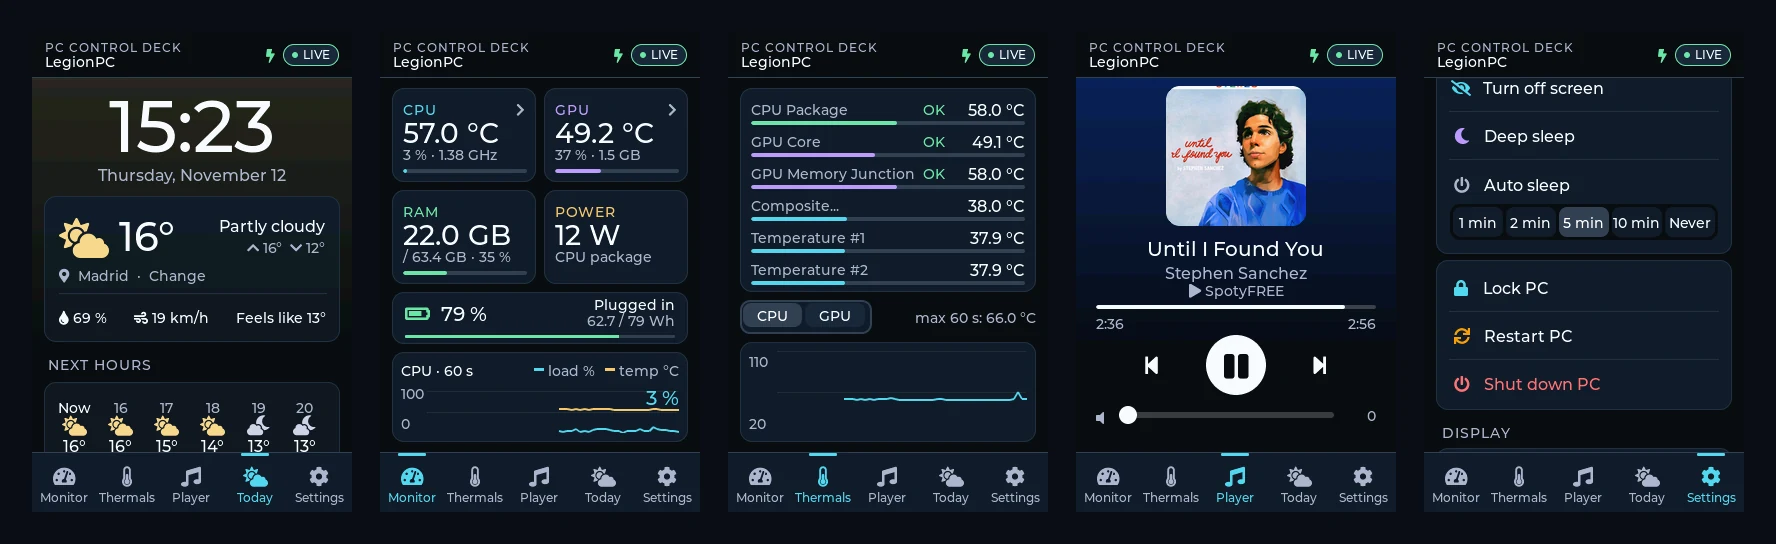 PC CONTROL DECK
LegionPC
LIVE
15:23
Thursday, November 12
16°
Partly cloudy
16° 12°
Madrid · Change
69 %
19 km/h
Feels like 13°
NEXT HOURS
Now 16 17 18 19 20
16° 16° 15° 14° 13° 13°
Monitor Thermals Player Today Settings
PC CONTROL DECK
LegionPC
LIVE
CPU
57.0 °C
3 % · 1.38 GHz
GPU
49.2 °C
37 % · 1.5 GB
RAM
22.0 GB
/ 63.4 GB · 35 %
POWER
12 W
CPU package
79 %
Plugged in
62.7 / 79 Wh
CPU · 60 s
load % temp °C
100
3 %
0
Monitor Thermals Player Today Settings
PC CONTROL DECK
LegionPC
LIVE
CPU Package OK 58.0 °C
GPU Core OK 49.1 °C
GPU Memory Junction OK 58.0 °C
Composite... 38.0 °C
Temperature #1 37.9 °C
Temperature #2 37.9 °C
CPU GPU max 60 s: 66.0 °C
110
20
Monitor Thermals Player Today Settings
PC CONTROL DECK
LegionPC
LIVE
until
I found you
by STEPHEN SANCHEZ
Until I Found You
Stephen Sanchez
SpotyFREE
2:36 2:56
0
Monitor Thermals Player Today Settings
PC CONTROL DECK
LegionPC
LIVE
Turn off screen
Deep sleep
Auto sleep
1 min 2 min 5 min 10 min Never
Lock PC
Restart PC
Shut down PC
DISPLAY
Monitor Thermals Player Today Settings